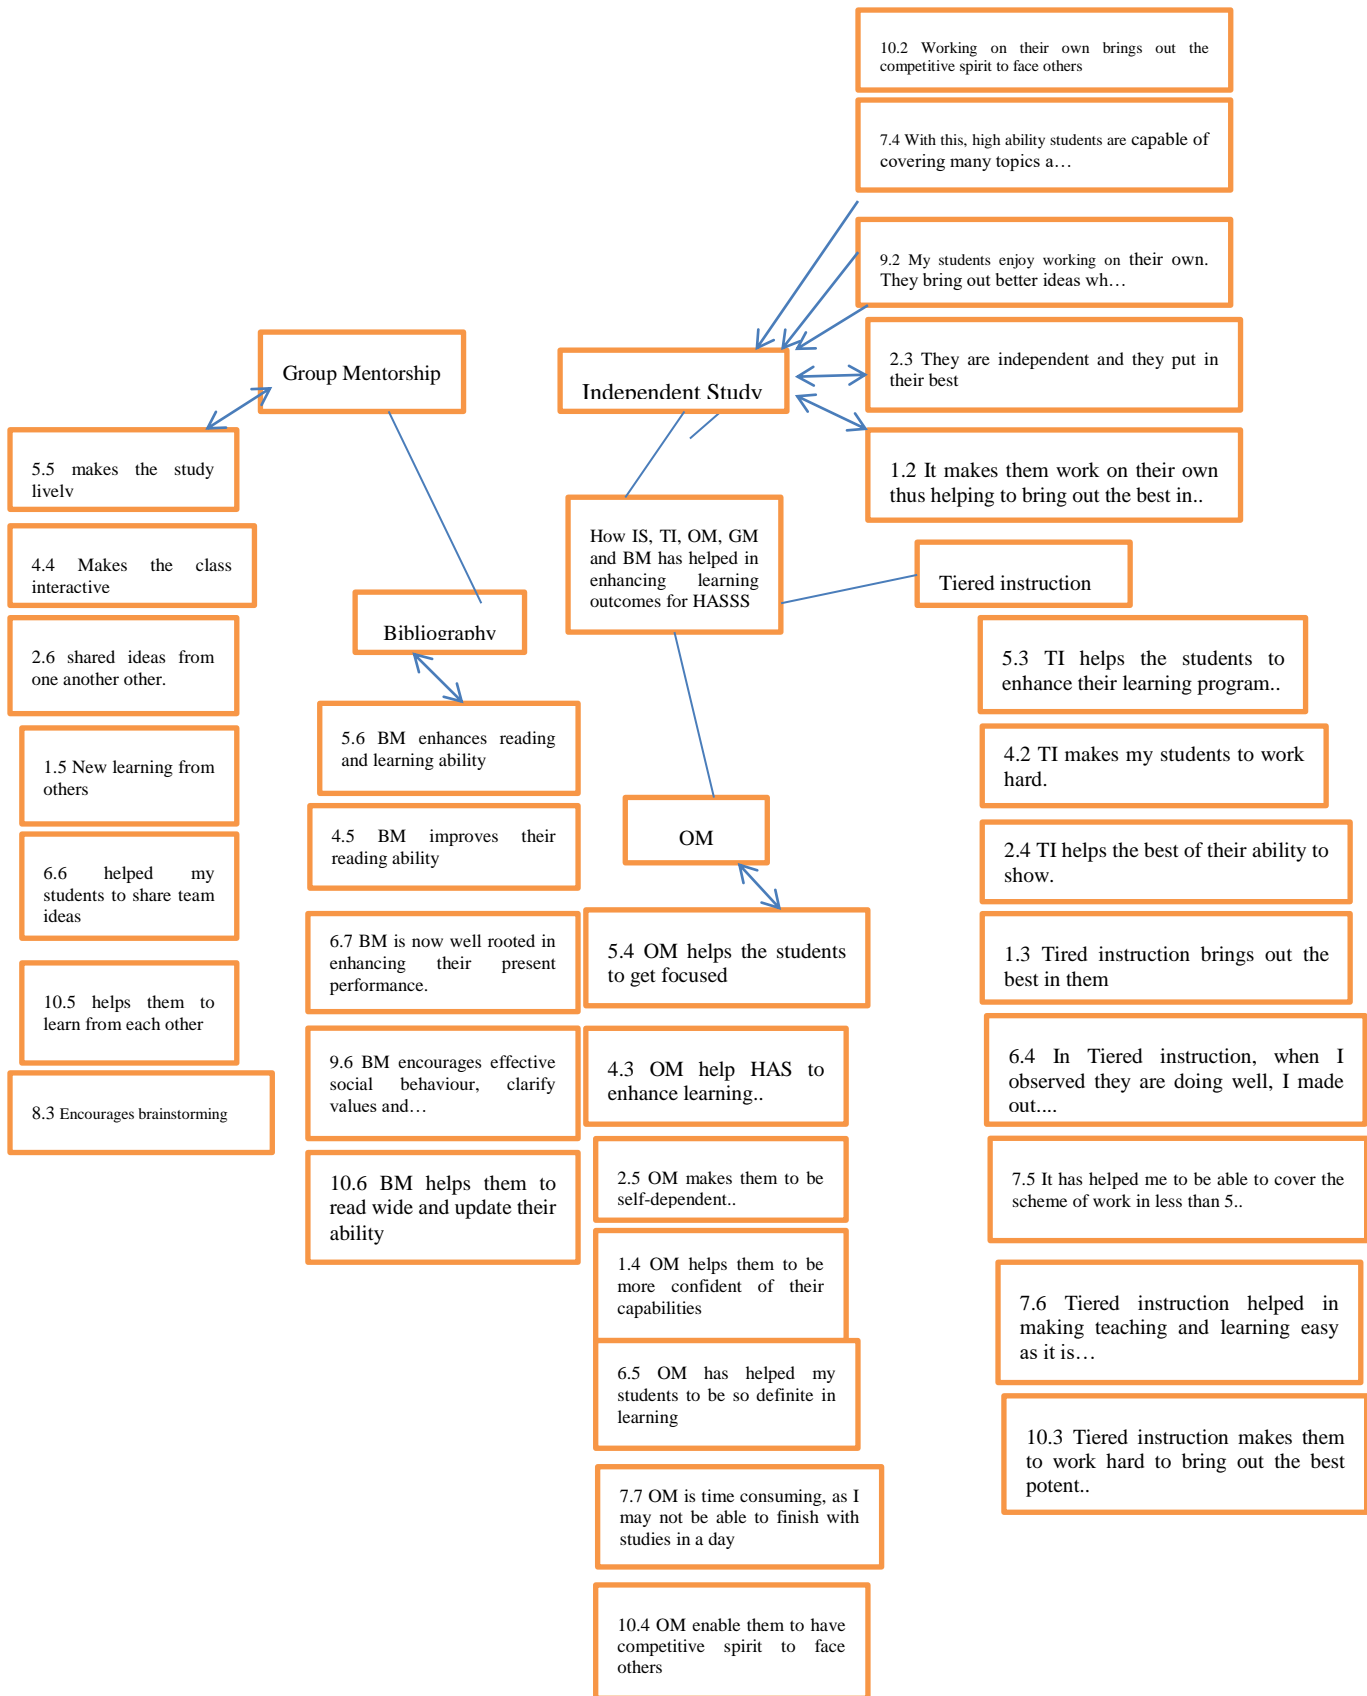 10.2 Working on their own brings out the
competitive spirit to face others
7.4 With this, high ability students are capable of
covering many topics a…
9.2 My students enjoy working on their own.
They bring out better ideas wh…
2.3 They are independent and they put in
their best
1.2 It makes them work on their own
thus helping to bring out the best in..
Group Mentorship
Independent Study
5.5 makes the study
lively
4.4 Makes the class
interactive
2.6 shared ideas from
one another other.
1.5 New learning from
others
6.6 helped my
students to share team
ideas
10.5 helps them to
learn from each other
8.3 Encourages brainstorming
Bibliography
5.6 BM enhances reading
and learning ability
4.5 BM improves their
reading ability
6.7 BM is now well rooted in
enhancing their present
performance.
9.6 BM encourages effective
social behaviour, clarify
values and…
10.6 BM helps them to
read wide and update their
ability
How IS, TI, OM, GM
and BM has helped in
enhancing learning
outcomes for HASSS
OM
5.4 OM helps the students
to get focused
4.3 OM help HAS to
enhance learning..
2.5 OM makes them to be
self-dependent..
1.4 OM helps them to be
more confident of their
capabilities
6.5 OM has helped my
students to be so definite in
learning
7.7 OM is time consuming, as I
may not be able to finish with
studies in a day
10.4 OM enable them to have
competitive spirit to face
others
Tiered instruction
5.3 TI helps the students to
enhance their learning program..
4.2 TI makes my students to work
hard.
2.4 TI helps the best of their ability to
show.
1.3 Tired instruction brings out the
best in them
6.4 In Tiered instruction, when I
observed they are doing well, I made
out....
7.5 It has helped me to be able to cover the
scheme of work in less than 5..
7.6 Tiered instruction helped in
making teaching and learning easy
as it is…
10.3 Tiered instruction makes them
to work hard to bring out the best
potent..